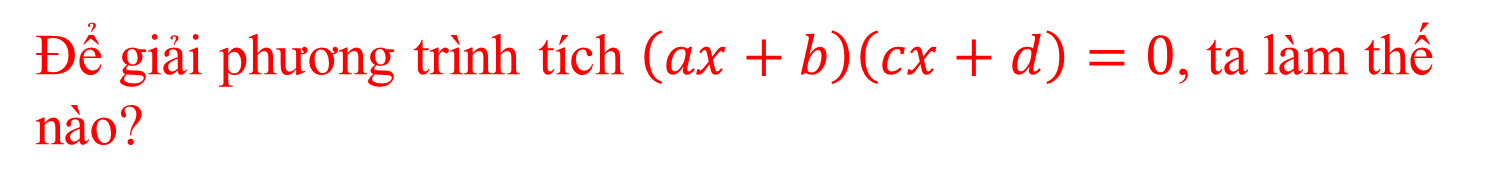 Để giải phương trình tích (ax + b)(cx + d) = 0, ta làm thế
nào?